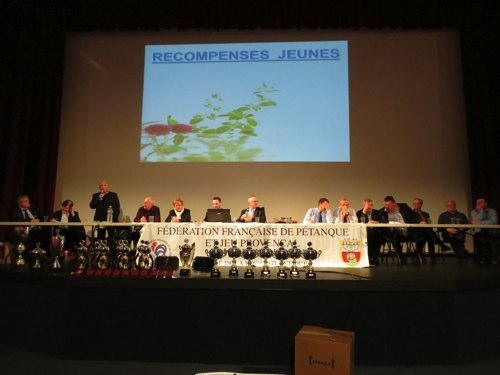 RECOMPENSES JEUNES
FÉDÉRATION FRANÇAISE DE PÉTANQUE
ET JEU PROVENÇAL